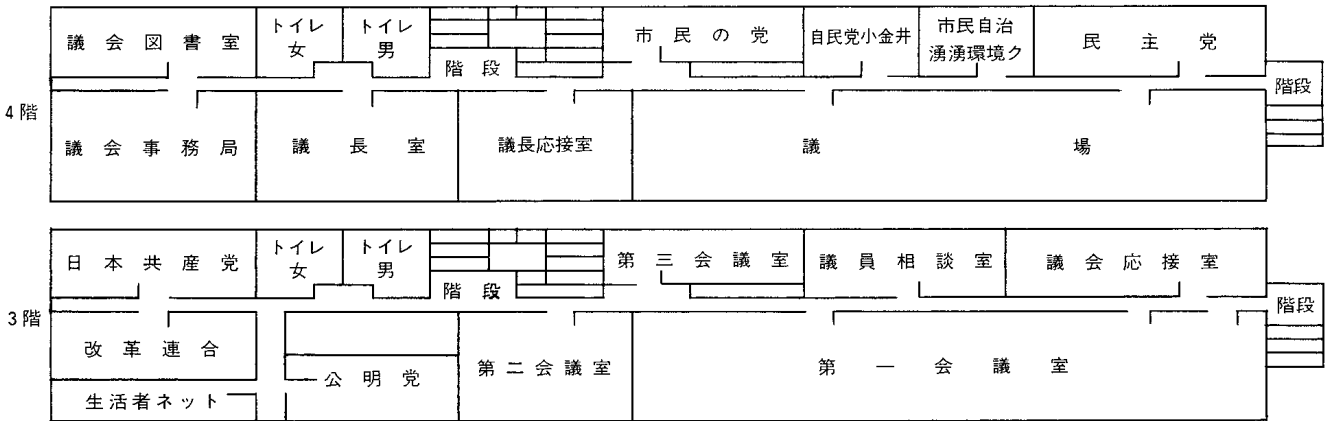 4階
議会図書室
トイレ
女
トイレ
男
階段
市民の党
自民党小金井
市民自治
湧湧環境ク
民主党
階段
議会事務局
議長室
議長応接室
議場
3階
日本共産党
トイレ
女
トイレ
男
階段
第三会議室
議員相談室
議会応接室
階段
改革連合
生活者ネット
公明党
第二会議室
第一会議室